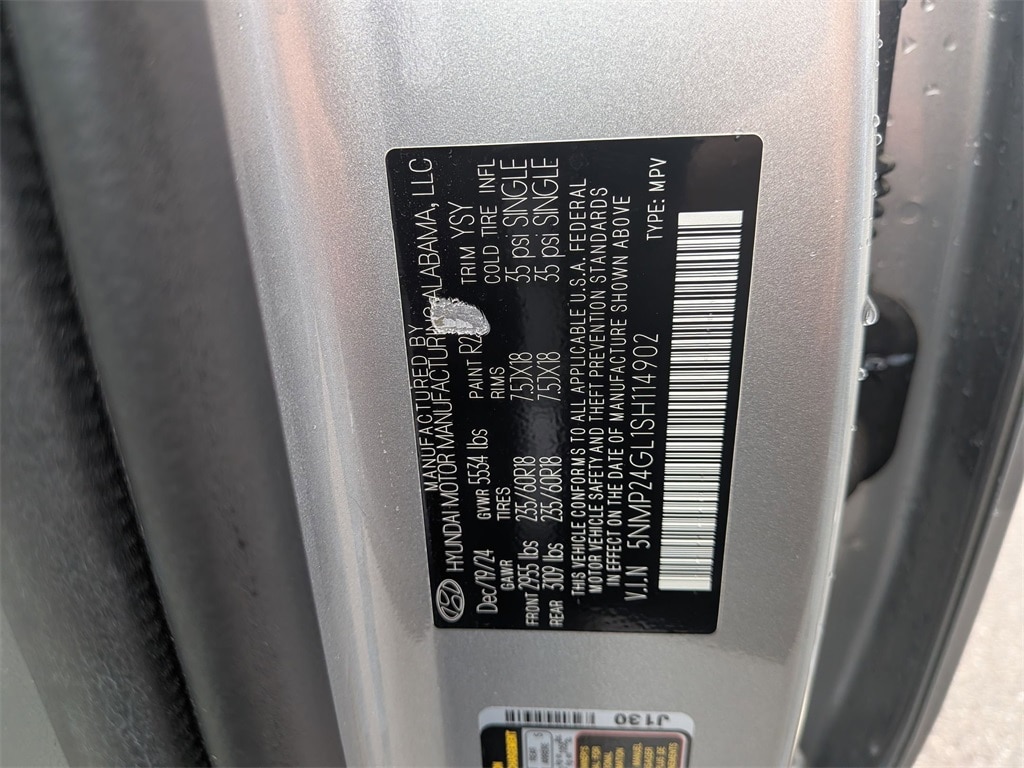 MANUFACTURED BY
HYUNDAI MOTOR MANUFACTURING ALABAMA, LLC
Dec/19/24 GVWR 5534 lbs PAINT TRIM YSY
GAWR TIRES RIMS COLD TIRE INFL
FRONT 2955 lbs 235/60R18 7.5JX18 35 psi SINGLE
REAR 3109 lbs 235/60R18 7.5JX18 35 psi SINGLE
THIS VEHICLE CONFORMS TO ALL APPLICABLE U.S.A. FEDERAL
MOTOR VEHICLE SAFETY AND THEFT PREVENTION STANDARDS
IN EFFECT ON THE DATE OF MANUFACTURE SHOWN ABOVE
V.I.N 5NMP24GL1SH114902 TYPE: MPV
J130